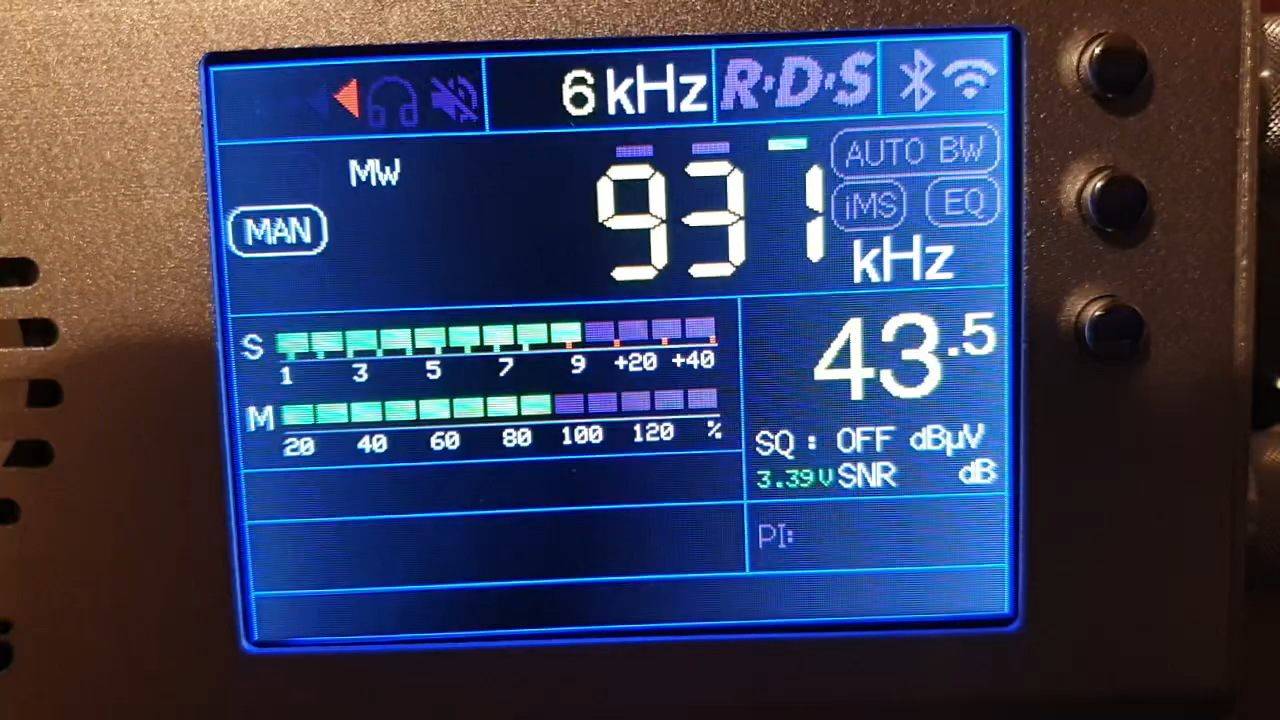 6 kHz R·D·S
MW 931 kHz AUTO BW
MAN iMS EQ
S 1 3 5 7 9 +20 +40
M 20 40 60 80 100 120 %
43.5
SQ : OFF dBµV
3.39V SNR dB
PI: